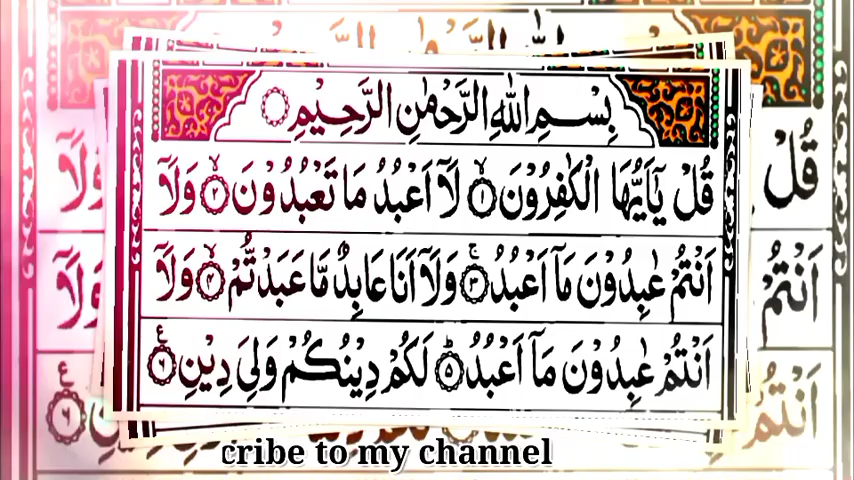 بِسْمِ اللّٰهِ الرَّحْمٰنِ الرَّحِيْمِ
قُلْ يٰۤاَيُّهَا الْكٰفِرُوْنَ ۙ﴿۱﴾ لَاۤ اَعْبُدُ مَا تَعْبُدُوْنَ ۙ﴿۲﴾ وَلَاۤ
اَنْتُمْ عٰبِدُوْنَ مَاۤ اَعْبُدُ ۚ﴿۳﴾ وَلَاۤ اَنَا عَابِدٌ مَّا عَبَدْتُّمْ ۙ﴿۴﴾ وَلَاۤ
اَنْتُمْ عٰبِدُوْنَ مَاۤ اَعْبُدُ ﴿۵﴾ لَكُمْ دِيْنُكُمْ وَلِيَ دِيْنِ ﴿۶﴾ ع
cribe to my channel